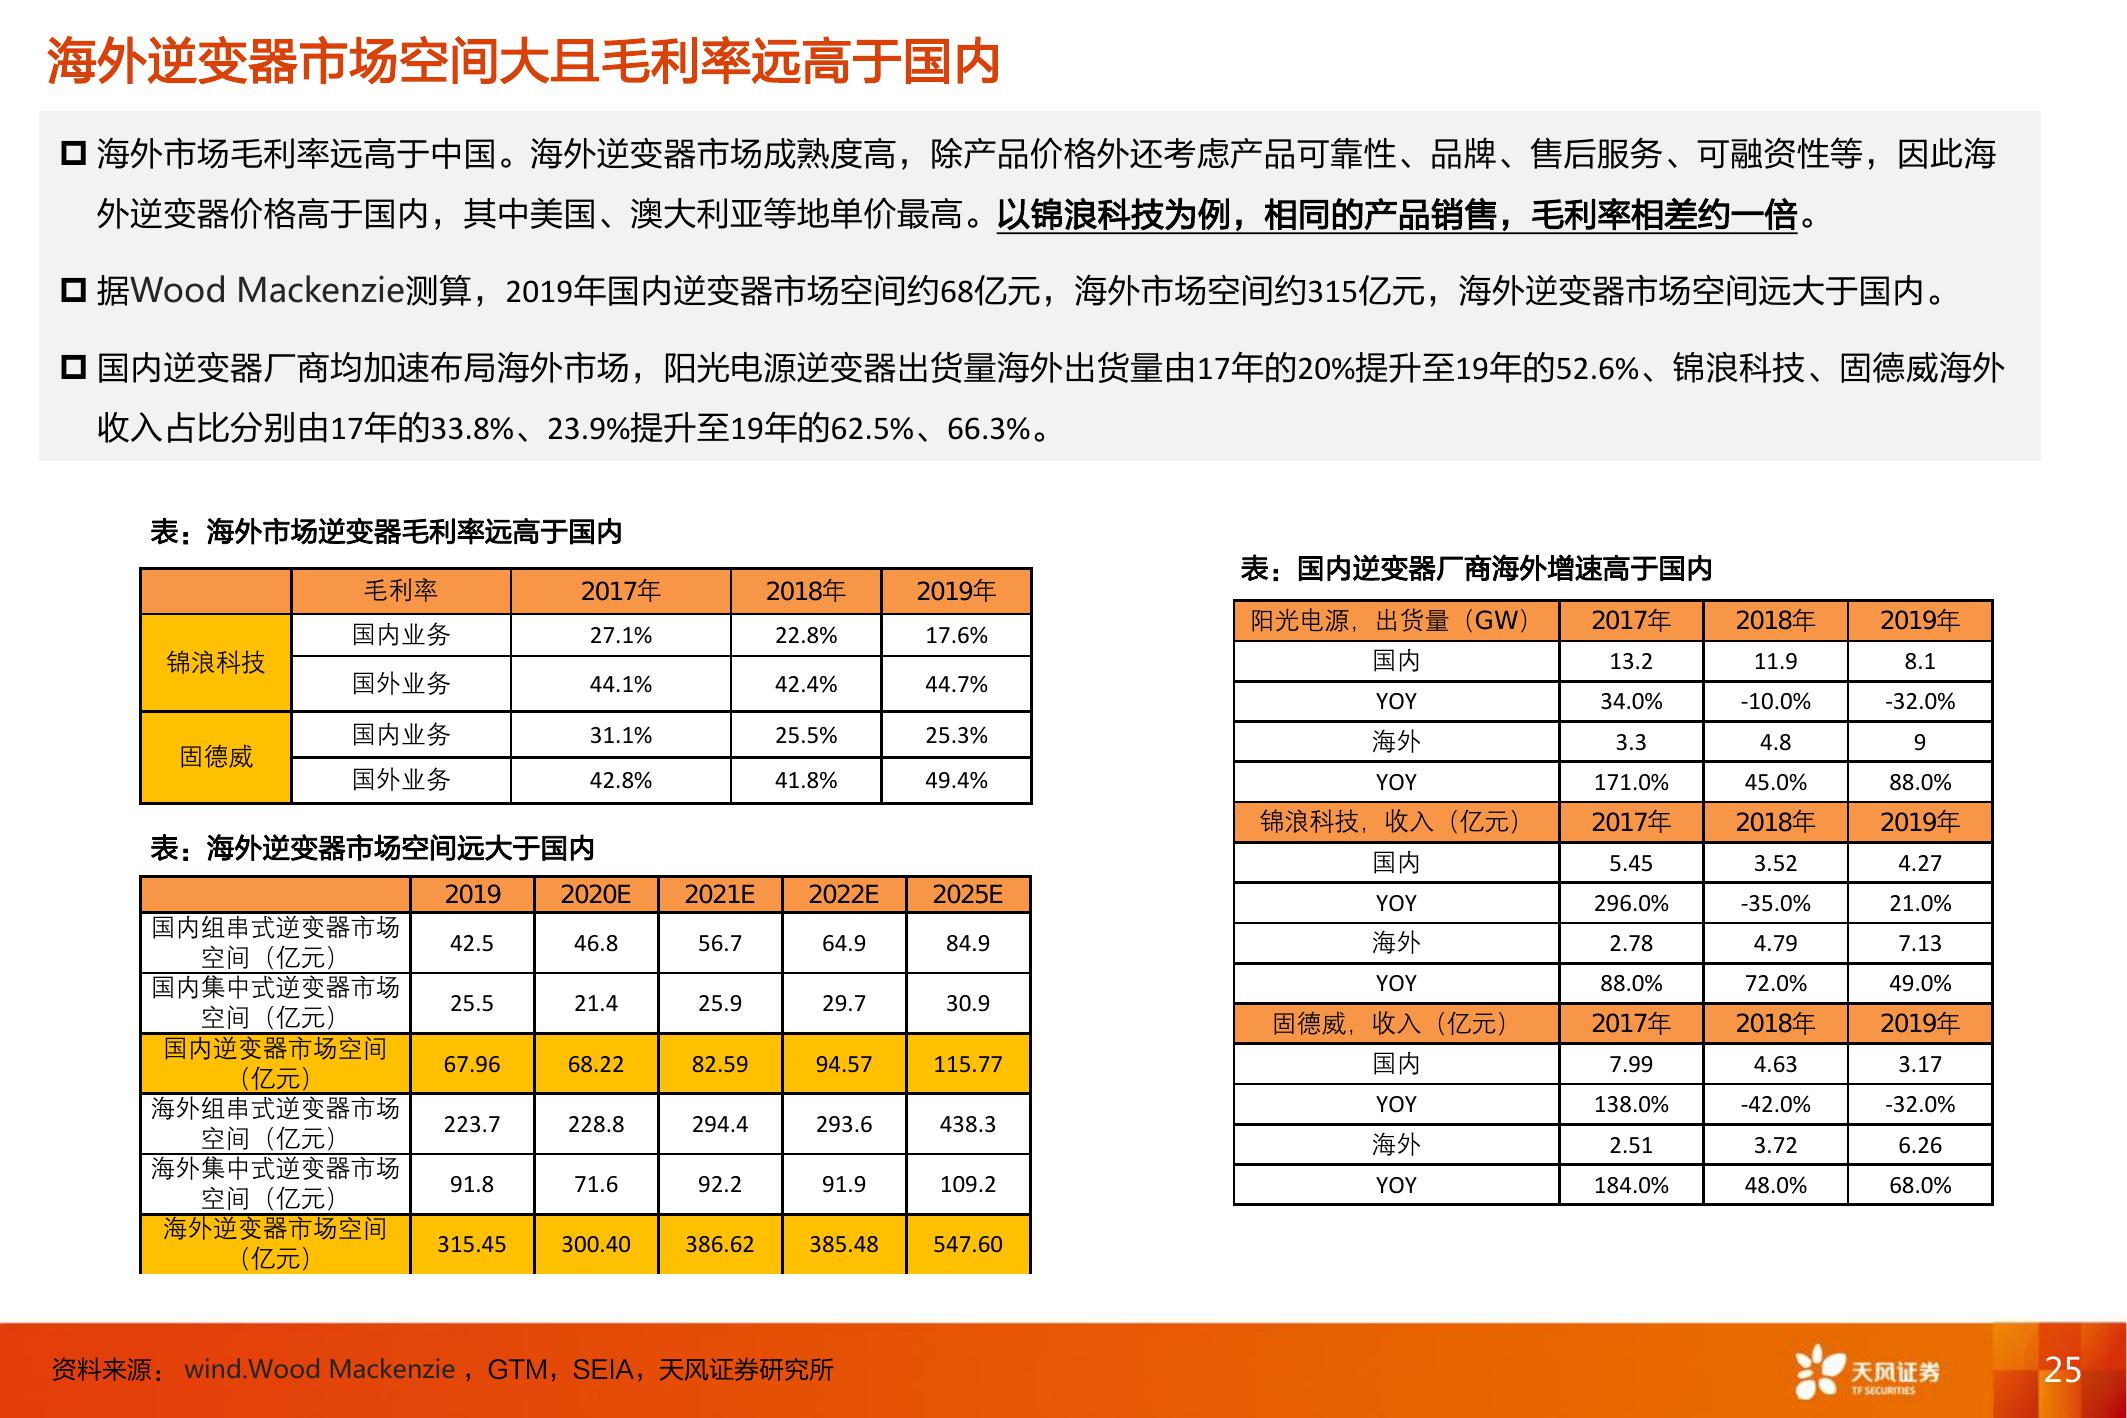 海外逆变器市场空间大且毛利率远高于国内
海外市场毛利率远高于中国。海外逆变器市场成熟度高，除产品价格外还考虑产品可靠性、品牌、售后服务、可融资性等，因此海
外逆变器价格高于国内，其中美国、澳大利亚等地单价最高。以锦浪科技为例，相同的产品销售，毛利率相差约一倍。
据Wood Mackenzie测算，2019年国内逆变器市场空间约68亿元，海外市场空间约315亿元，海外逆变器市场空间远大于国内。
国内逆变器厂商均加速布局海外市场，阳光电源逆变器出货量海外出货量由17年的20%提升至19年的52.6%、锦浪科技、固德威海外
收入占比分别由17年的33.8%、23.9%提升至19年的62.5%、66.3%。
表：海外市场逆变器毛利率远高于国内
毛利率 2017年 2018年 2019年
锦浪科技
国内业务 27.1% 22.8% 17.6%
国外业务 44.1% 42.4% 44.7%
固德威
国内业务 31.1% 25.5% 25.3%
国外业务 42.8% 41.8% 49.4%
表：海外逆变器市场空间远大于国内
2019 2020E 2021E 2022E 2025E
国内组串式逆变器市场
空间（亿元） 42.5 46.8 56.7 64.9 84.9
国内集中式逆变器市场
空间（亿元） 25.5 21.4 25.9 29.7 30.9
国内逆变器市场空间
（亿元） 67.96 68.22 82.59 94.57 115.77
海外组串式逆变器市场
空间（亿元） 223.7 228.8 294.4 293.6 438.3
海外集中式逆变器市场
空间（亿元） 91.8 71.6 92.2 91.9 109.2
海外逆变器市场空间
（亿元） 315.45 300.40 386.62 385.48 547.60
表：国内逆变器厂商海外增速高于国内
阳光电源，出货量（GW） 2017年 2018年 2019年
国内 13.2 11.9 8.1
YOY 34.0% -10.0% -32.0%
海外 3.3 4.8 9
YOY 171.0% 45.0% 88.0%
锦浪科技，收入（亿元） 2017年 2018年 2019年
国内 5.45 3.52 4.27
YOY 296.0% -35.0% 21.0%
海外 2.78 4.79 7.13
YOY 88.0% 72.0% 49.0%
固德威，收入（亿元） 2017年 2018年 2019年
国内 7.99 4.63 3.17
YOY 138.0% -42.0% -32.0%
海外 2.51 3.72 6.26
YOY 184.0% 48.0% 68.0%
资料来源： wind.Wood Mackenzie ，GTM，SEIA，天风证券研究所
天风证券
TF SECURITIES
25